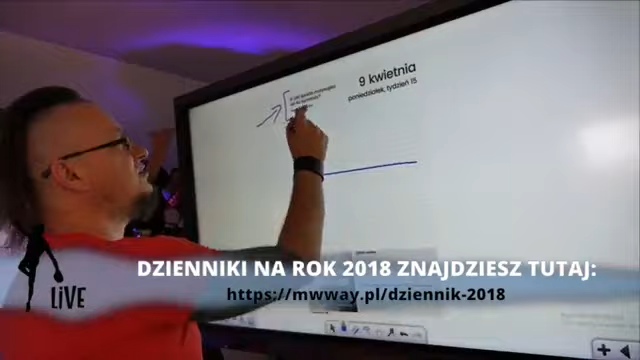 9 kwietnia
poniedziałek, tydzień 15
DZIENNIKI NA ROK 2018 ZNAJDZIESZ TUTAJ:
https://mwway.pl/dziennik-2018
LiVE